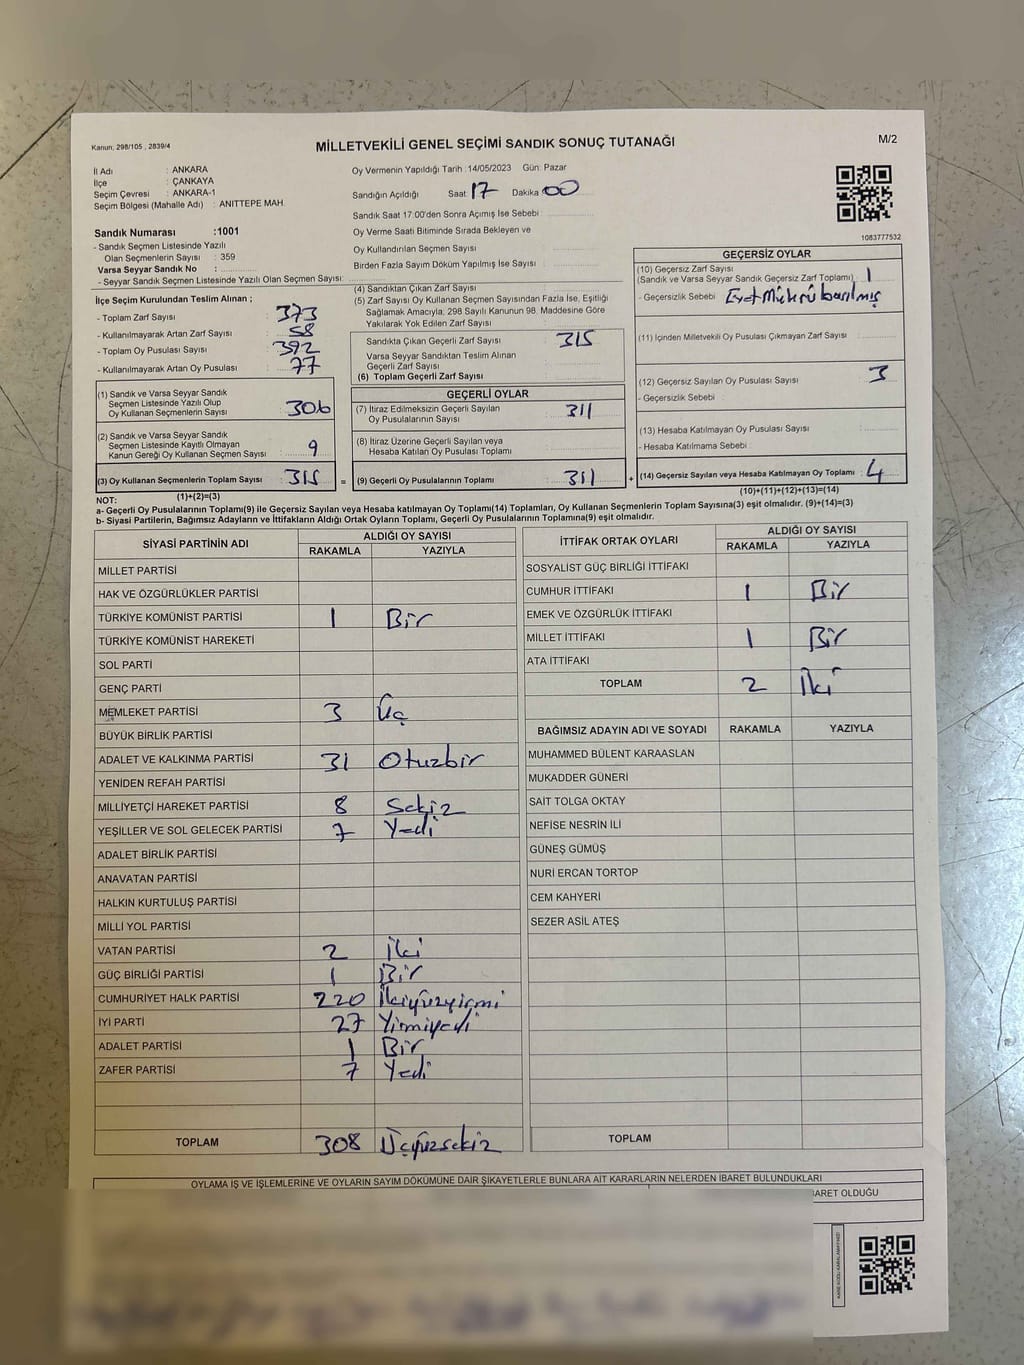 Kanun, 298/105 , 2839/4
MİLLETVEKİLİ GENEL SEÇİMİ SANDIK SONUÇ TUTANAĞI
M/2
İl Adı : ANKARA
İlçe : ÇANKAYA
Seçim Çevresi : ANKARA-1
Seçim Bölgesi (Mahalle Adı) : ANITTEPE MAH.
Sandık Numarası :1001
- Sandık Seçmen Listesinde Yazılı
Olan Seçmenlerin Sayısı : 359
Varsa Seyyar Sandık No :
- Seyyar Sandık Seçmen Listesinde Yazılı Olan Seçmen Sayısı:
Oy Vermenin Yapıldığı Tarih :14/05/2023 Gün: Pazar
Sandığın Açıldığı Saat 17 Dakika 00
Sandık Saat 17:00'den Sonra Açımış İse Sebebi
Oy Verme Saati Bitiminde Sırada Bekleyen ve
Oy Kullandırılan Seçmen Sayısı
Birden Fazla Sayım Döküm Yapılmış İse Sayısı :
1083777532
İlçe Seçim Kurulundan Teslim Alınan ;
- Toplam Zarf Sayısı : 373
- Kullanılmayarak Artan Zarf Sayısı : 58
- Toplam Oy Pusulası Sayısı : 392
- Kullanılmayarak Artan Oy Pusulası : 77
(1) Sandık ve Varsa Seyyar Sandık
Seçmen Listesinde Yazılı Olup
Oy Kullanan Seçmenlerin Sayısı : 306
(2) Sandık ve Varsa Seyyar Sandık
Seçmen Listesinde Kayıtlı Olmayan
Kanun Gereği Oy Kullanan Seçmen Sayısı : 9
(3) Oy Kullanan Seçmenlerin Toplam Sayısı : 315 =
(1)+(2)=(3)
(4) Sandıktan Çıkan Zarf Sayısı
(5) Zarf Sayısı Oy Kullanan Seçmen Sayısından Fazla İse, Eşitliği
Sağlamak Amacıyla, 298 Sayılı Kanunun 98. Maddesine Göre
Yakılarak Yok Edilen Zarf Sayısı
Sandıkta Çıkan Geçerli Zarf Sayısı : 315
Varsa Seyyar Sandıktan Teslim Alınan
Geçerli Zarf Sayısı
(6) Toplam Geçerli Zarf Sayısı :
GEÇERLİ OYLAR
(7) İtiraz Edilmeksizin Geçerli Sayılan
Oy Pusulalarının Sayısı : 311
(8) İtiraz Üzerine Geçerli Sayılan veya
Hesaba Katılan Oy Pusulası Toplamı :
(9) Geçerli Oy Pusulalarının Toplamı : 311 +
GEÇERSİZ OYLAR
(10) Geçersiz Zarf Sayısı
(Sandık ve Varsa Seyyar Sandık Geçersiz Zarf Toplamı) 1
- Geçersizlik Sebebi : Evet Mührü basılmış
(11) İçinden Milletvekili Oy Pusulası Çıkmayan Zarf Sayısı
(12) Geçersiz Sayılan Oy Pusulası Sayısı : 3
- Geçersizlik Sebebi
(13) Hesaba Katılmayan Oy Pusulası Sayısı
- Hesaba Katılmama Sebebi :
(14) Geçersiz Sayılan veya Hesaba Katılmayan Oy Toplamı : 4
(10)+(11)+(12)+(13)=(14)
NOT:
a- Geçerli Oy Pusulalarının Toplamı(9) ile Geçersiz Sayılan veya Hesaba katılmayan Oy Toplamı(14) Toplamları, Oy Kullanan Seçmenlerin Toplam Sayısına(3) eşit olmalıdır. (9)+(14)=(3)
b- Siyasi Partilerin, Bağımsız Adayların ve İttifakların Aldığı Ortak Oyların Toplamı, Geçerli Oy Pusulalarının Toplamına(9) eşit olmalıdır.
SİYASİ PARTİNİN ADI
ALDIĞI OY SAYISI
RAKAMLA YAZIYLA
MİLLET PARTİSİ
HAK VE ÖZGÜRLÜKLER PARTİSİ
TÜRKİYE KOMÜNİST PARTİSİ 1 Bir
TÜRKİYE KOMÜNİST HAREKETİ
SOL PARTİ
GENÇ PARTİ
MEMLEKET PARTİSİ 3 Üç
BÜYÜK BİRLİK PARTİSİ
ADALET VE KALKINMA PARTİSİ 31 Otuzbir
YENİDEN REFAH PARTİSİ
MİLLİYETÇİ HAREKET PARTİSİ 8 Sekiz
YEŞİLLER VE SOL GELECEK PARTİSİ 7 Yedi
ADALET BİRLİK PARTİSİ
ANAVATAN PARTİSİ
HALKIN KURTULUŞ PARTİSİ
MİLLİ YOL PARTİSİ
VATAN PARTİSİ 2 İki
GÜÇ BİRLİĞİ PARTİSİ 1 Bir
CUMHURİYET HALK PARTİSİ 220 İkiyüzyirmi
İYİ PARTİ 27 Yirmiyedi
ADALET PARTİSİ 1 Bir
ZAFER PARTİSİ 7 Yedi
TOPLAM 308 Üçyüzsekiz
İTTİFAK ORTAK OYLARI
ALDIĞI OY SAYISI
RAKAMLA YAZIYLA
SOSYALİST GÜÇ BİRLİĞİ İTTİFAKI
CUMHUR İTTİFAKI 1 Bir
EMEK VE ÖZGÜRLÜK İTTİFAKI
MİLLET İTTİFAKI 1 Bir
ATA İTTİFAKI
TOPLAM 2 İki
BAĞIMSIZ ADAYIN ADI VE SOYADI RAKAMLA YAZIYLA
MUHAMMED BÜLENT KARAASLAN
MUKADDER GÜNERİ
SAİT TOLGA OKTAY
NEFİSE NESRİN İLİ
GÜNEŞ GÜMÜŞ
NURİ ERCAN TORTOP
CEM KAHYERİ
SEZER ASİL ATEŞ
TOPLAM
OYLAMA İŞ VE İŞLEMLERİNE VE OYLARIN SAYIM DÖKÜMÜNE DAİR ŞİKAYETLERLE BUNLARA AİT KARARLARIN NELERDEN İBARET BULUNDUKLARI
BARET OLDUĞU